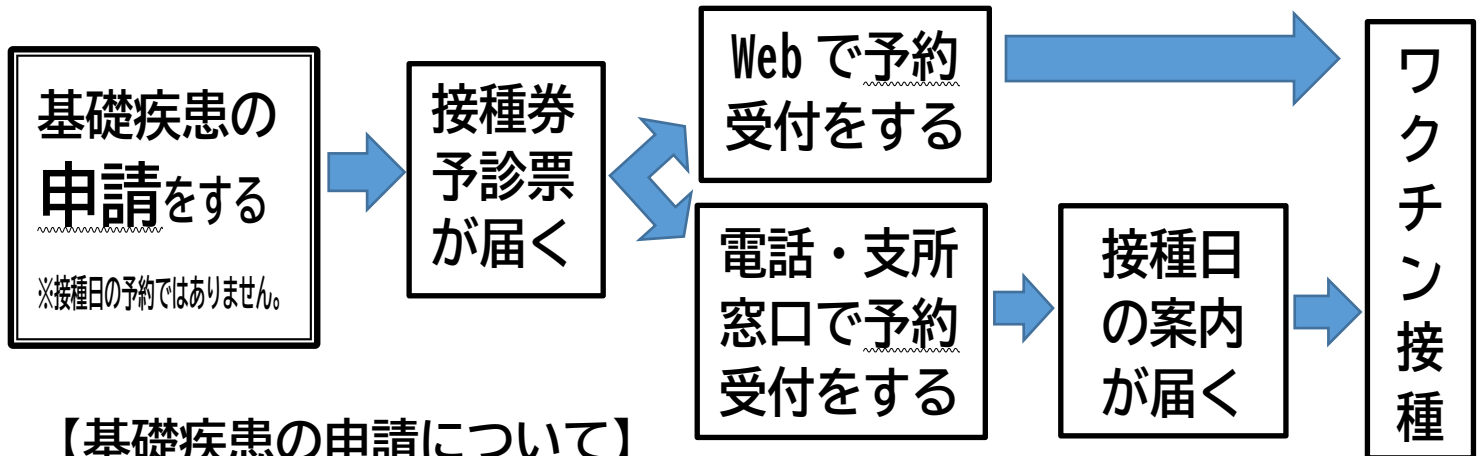 基礎疾患の
申請をする
※接種日の予約ではありません。
接種券
予診票
が届く
Web で予約
受付をする
電話・支所
窓口で予約
受付をする
接種日
の案内
が届く
ワクチン接種
【基礎疾患の申請について】